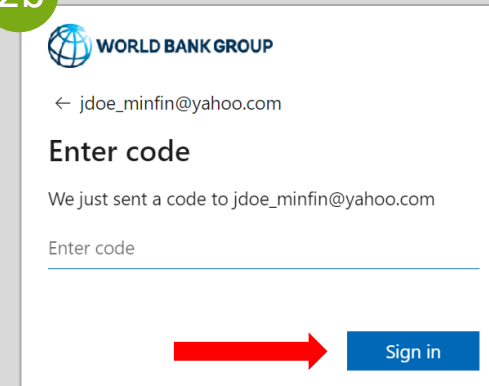 2b
WORLD BANK GROUP
← jdoe_minfin@yahoo.com
Enter code
We just sent a code to jdoe_minfin@yahoo.com
Enter code
Sign in